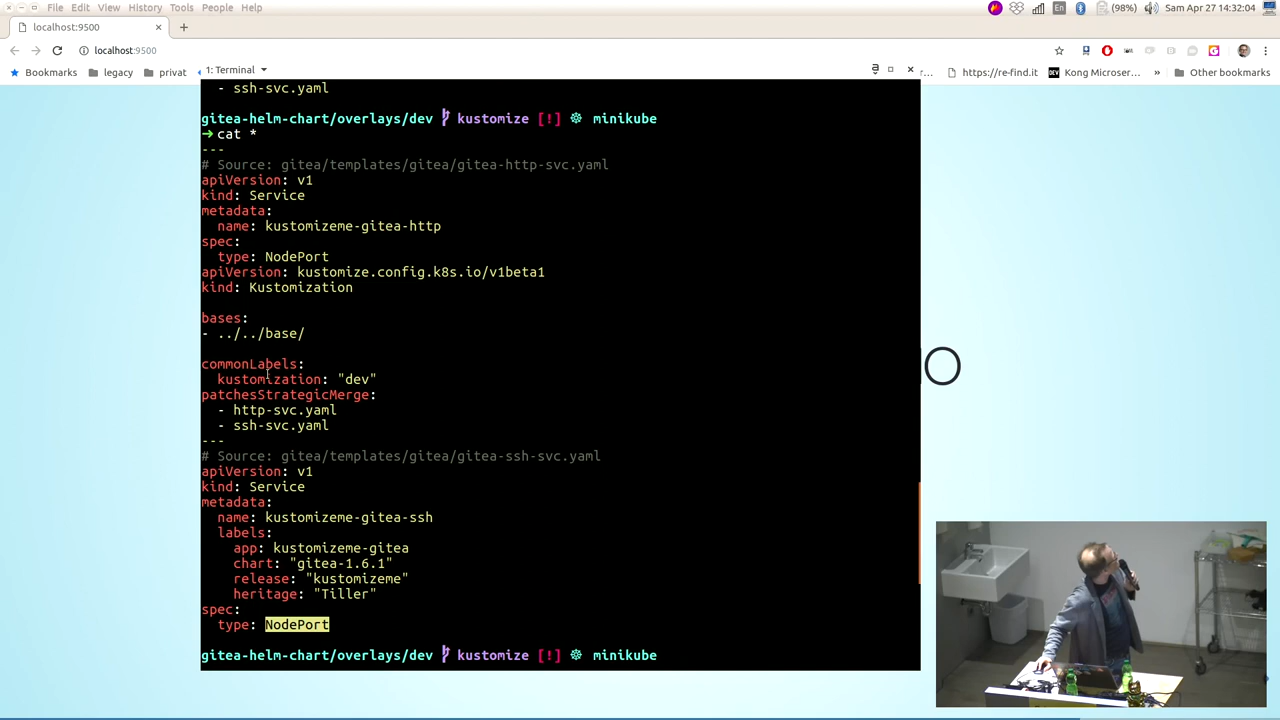 File Edit View History Tools People Help
En
(98%)
Sam Apr 27 14:32:04
localhost:9500
localhost:9500
Bookmarks legacy privat
https://re-find.it
DEV Kong Microser...
» Other bookmarks
1: Terminal
- ssh-svc.yaml
gitea-helm-chart/overlays/dev kustomize [!] ☸ minikube
➜ cat *
---
# Source: gitea/templates/gitea/gitea-http-svc.yaml
apiVersion: v1
kind: Service
metadata:
name: kustomizeme-gitea-http
spec:
type: NodePort
apiVersion: kustomize.config.k8s.io/v1beta1
kind: Kustomization
bases:
- ../../base/
commonLabels:
kustomization: "dev"
patchesStrategicMerge:
- http-svc.yaml
- ssh-svc.yaml
---
# Source: gitea/templates/gitea/gitea-ssh-svc.yaml
apiVersion: v1
kind: Service
metadata:
name: kustomizeme-gitea-ssh
labels:
app: kustomizeme-gitea
chart: "gitea-1.6.1"
release: "kustomizeme"
heritage: "Tiller"
spec:
type: NodePort
gitea-helm-chart/overlays/dev kustomize [!] ☸ minikube